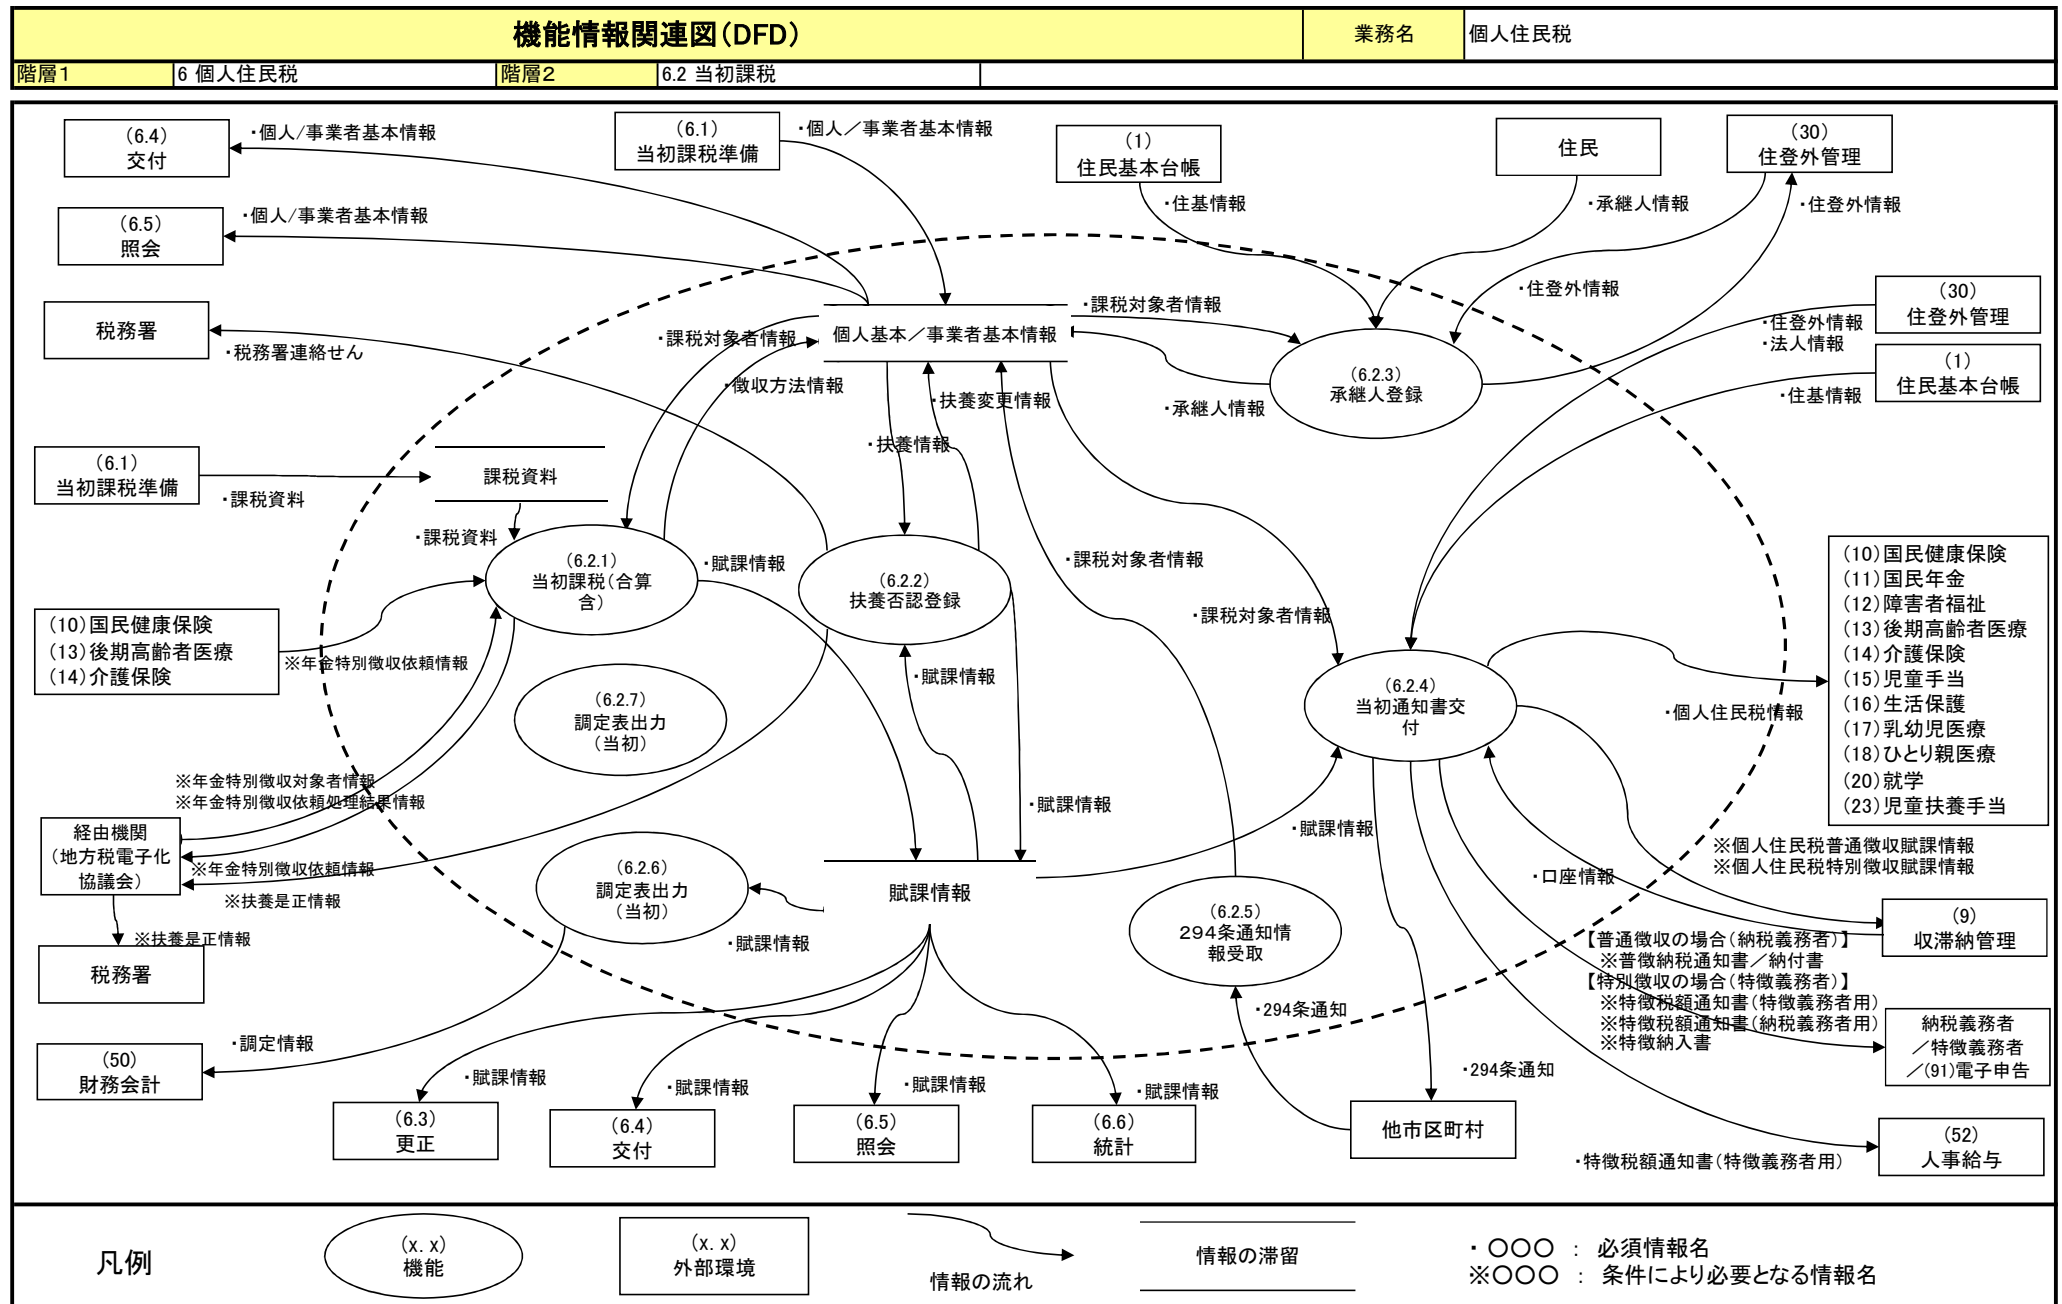 機能情報関連図(DFD)
業務名
個人住民税
階層1
6 個人住民税
階層2
6.2 当初課税
(6.4)
交付
・個人/事業者基本情報
(6.1)
当初課税準備
・個人／事業者基本情報
(1)
住民基本台帳
・住基情報
住民
・承継人情報
(30)
住登外管理
・住登外情報
(6.5)
照会
・個人/事業者基本情報
・住登外情報
税務署
・税務署連絡せん
・課税対象者情報
個人基本／事業者基本情報
・課税対象者情報
(30)
住登外管理
・住登外情報
・法人情報
(6.2.3)
承継人登録
・徴収方法情報
・扶養変更情報
・承継人情報
(1)
住民基本台帳
・住基情報
・扶養情報
(6.1)
当初課税準備
・課税資料
課税資料
・課税資料
(6.2.1)
当初課税(合算
含)
・賦課情報
(6.2.2)
扶養否認登録
・課税対象者情報
・課税対象者情報
(10)国民健康保険
(11)国民年金
(12)障害者福祉
(13)後期高齢者医療
(14)介護保険
(15)児童手当
(16)生活保護
(17)乳幼児医療
(18)ひとり親医療
(20)就学
(23)児童扶養手当
(10)国民健康保険
(13)後期高齢者医療
(14)介護保険
※年金特別徴収依頼情報
・賦課情報
(6.2.7)
調定表出力
(当初)
(6.2.4)
当初通知書交
付
・個人住民税情報
※年金特別徴収対象者情報
※年金特別徴収依頼処理結果情報
・賦課情報
・賦課情報
経由機関
(地方税電子化
協議会)
※年金特別徴収依頼情報
※扶養是正情報
※扶養是正情報
税務署
(6.2.6)
調定表出力
(当初)
・賦課情報
賦課情報
(6.2.5)
294条通知情
報受取
※個人住民税普通徴収賦課情報
※個人住民税特別徴収賦課情報
・口座情報
(9)
収滞納管理
【普通徴収の場合(納税義務者)】
※普徴納税通知書／納付書
【特別徴収の場合(特徴義務者)】
※特徴税額通知書(特徴義務者用)
※特徴税額通知書(納税義務者用)
※特徴納入書
納税義務者
／特徴義務者
／(91)電子申告
・294条通知
・調定情報
(50)
財務会計
・賦課情報
(6.3)
更正
・賦課情報
(6.4)
交付
・賦課情報
(6.5)
照会
・賦課情報
(6.6)
統計
・294条通知
他市区町村
(52)
人事給与
・特徴税額通知書(特徴義務者用)
凡例
(x. x)
機能
(x. x)
外部環境
情報の流れ
情報の滞留
・ ○○○ ： 必須情報名
※○○○ ： 条件により必要となる情報名